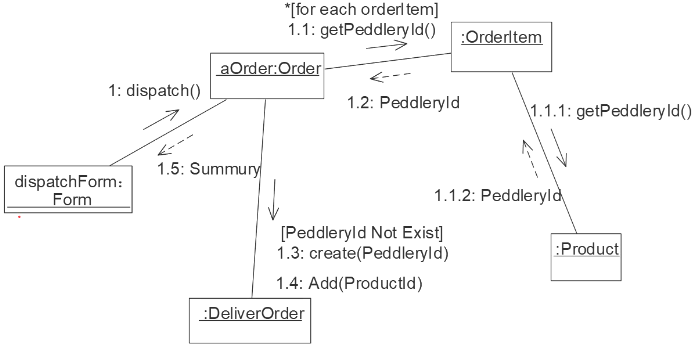 *[for each orderItem]
1.1: getPeddleryId()
:OrderItem
aOrder:Order
1: dispatch()
1.2: PeddleryId
1.1.1: getPeddleryId()
1.5: Summury
dispatchForm:
Form
1.1.2: PeddleryId
[PeddleryId Not Exist]
1.3: create(PeddleryId)
:Product
1.4: Add(ProductId)
:DeliverOrder